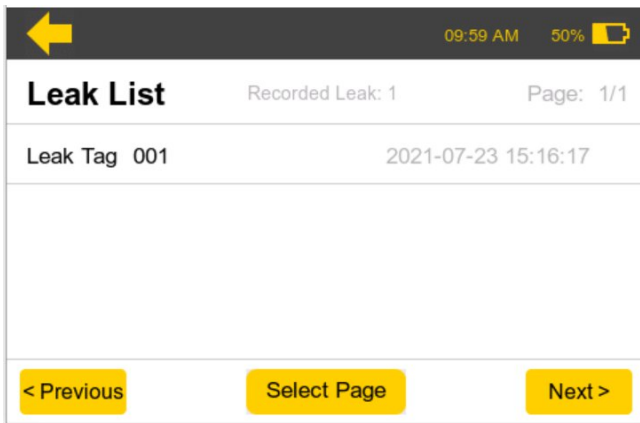 09:59 AM 50%
Leak List Recorded Leak: 1 Page: 1/1
Leak Tag 001 2021-07-23 15:16:17
< Previous Select Page Next >